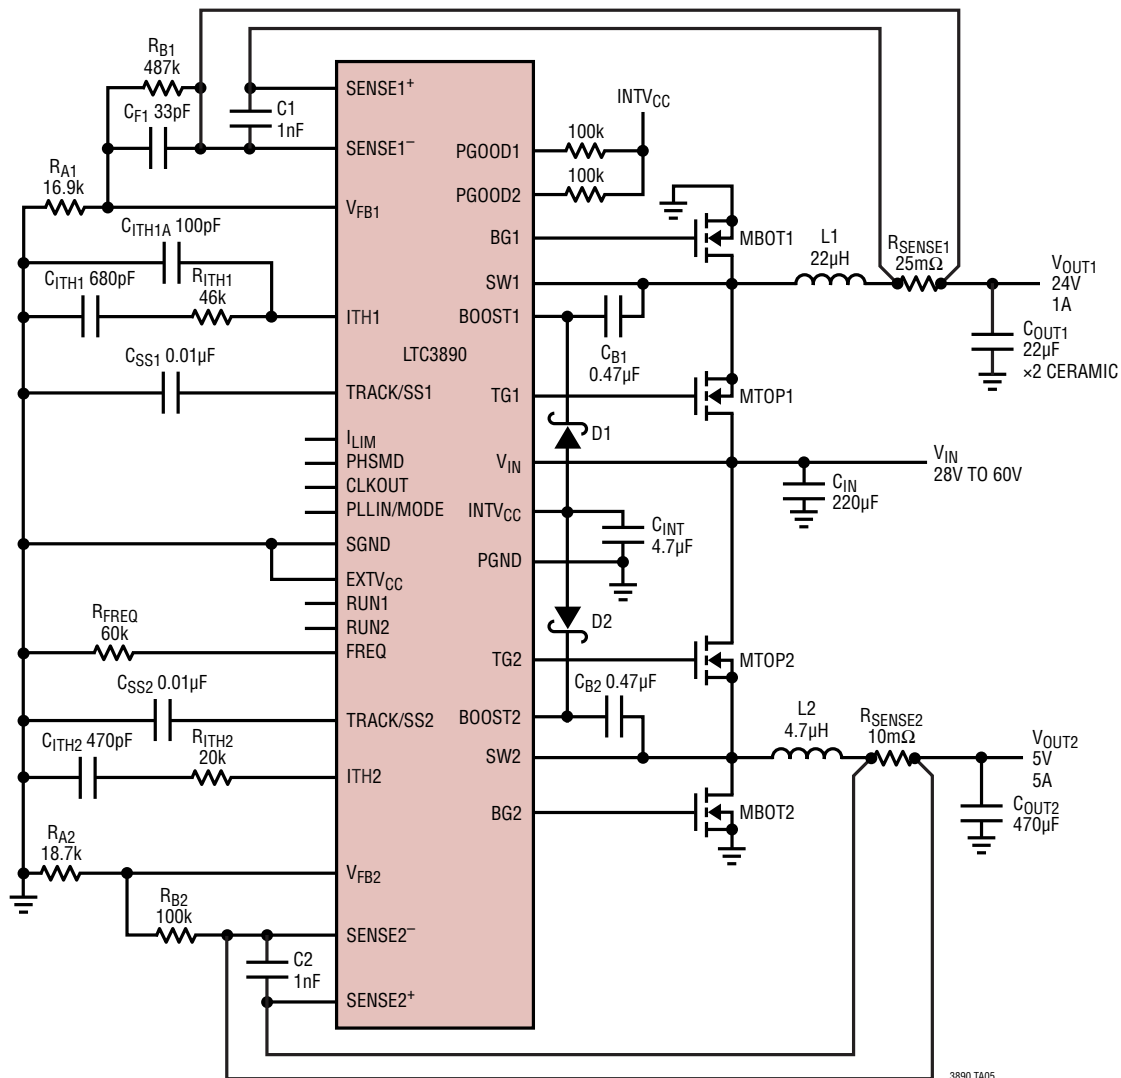 RB1
487k
CF1 33pF
C1
1nF
RA1
16.9k
CITH1A 100pF
CITH1 680pF
RITH1
46k
CSS1 0.01µF
RFREQ
60k
CSS2 0.01µF
CITH2 470pF
RITH2
20k
RA2
18.7k
RB2
100k
C2
1nF
SENSE1+
SENSE1–
VFB1
ITH1
TRACK/SS1
ILIM
PHSMD
CLKOUT
PLLIN/MODE
SGND
EXTVCC
RUN1
RUN2
FREQ
TRACK/SS2
ITH2
VFB2
SENSE2–
SENSE2+
LTC3890
PGOOD1
PGOOD2
BG1
SW1
BOOST1
TG1
VIN
INTVCC
PGND
TG2
BOOST2
SW2
BG2
INTVCC
100k
100k
MBOT1
L1
22µH
RSENSE1
25mΩ
VOUT1
24V
1A
COUT1
22µF
×2 CERAMIC
CB1
0.47µF
MTOP1
D1
VIN
28V TO 60V
CIN
220µF
CINT
4.7µF
D2
MTOP2
CB2 0.47µF
L2
4.7µH
RSENSE2
10mΩ
VOUT2
5V
5A
COUT2
470µF
MBOT2
3890 TA05